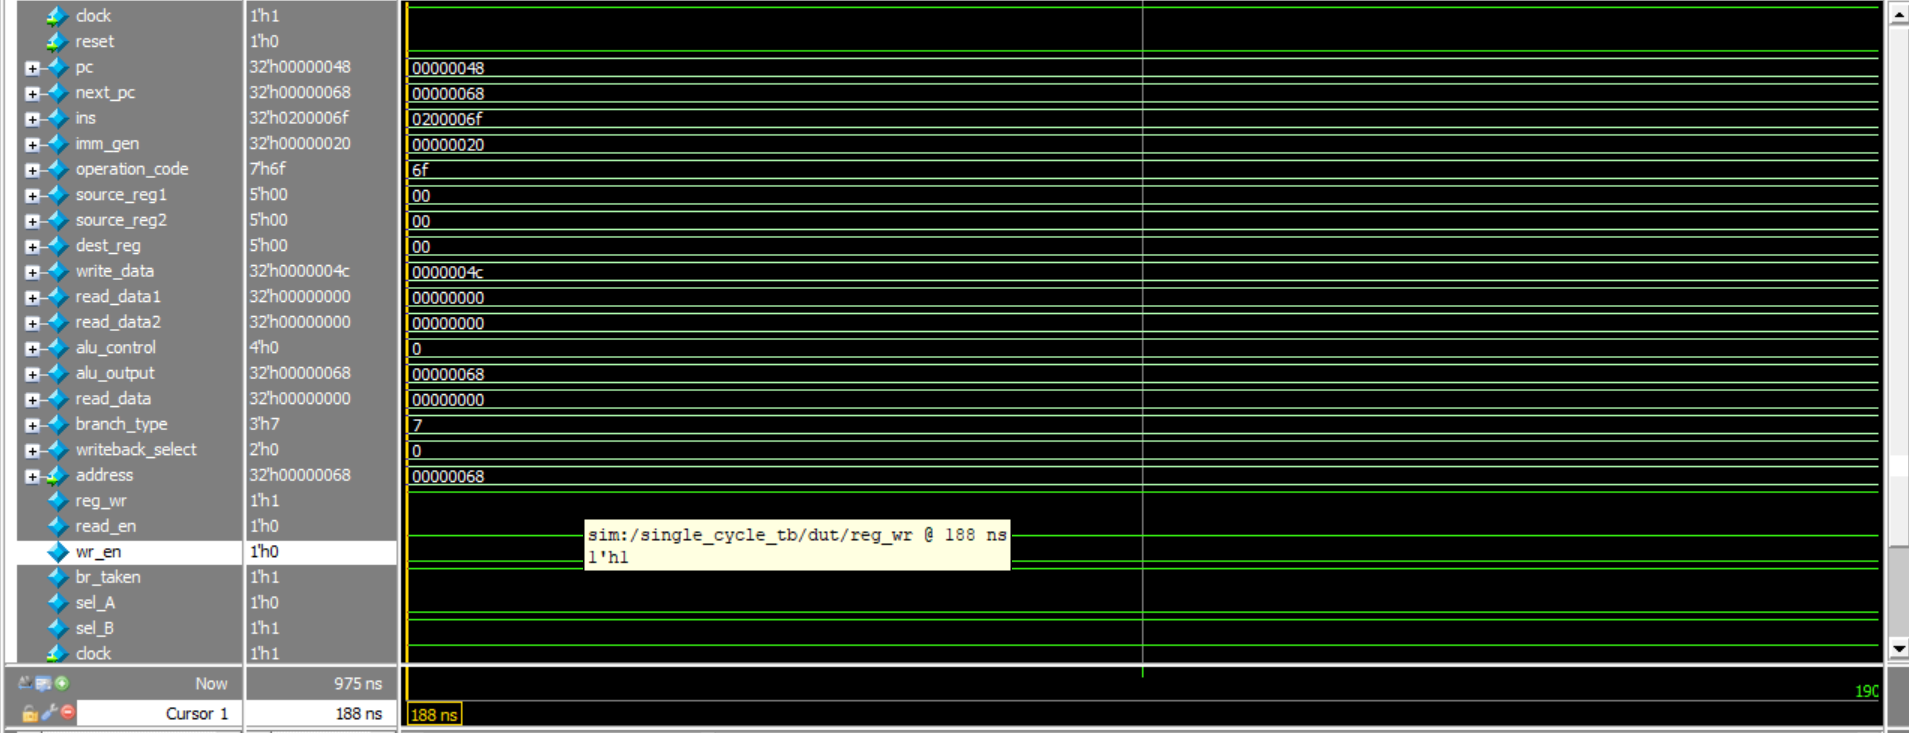 clock 1'h1
reset 1'h0
pc 32'h00000048 00000048
next_pc 32'h00000068 00000068
ins 32'h0200006f 0200006f
imm_gen 32'h00000020 00000020
operation_code 7'h6f 6f
source_reg1 5'h00 00
source_reg2 5'h00 00
dest_reg 5'h00 00
write_data 32'h0000004c 0000004c
read_data1 32'h00000000 00000000
read_data2 32'h00000000 00000000
alu_control 4'h0 0
alu_output 32'h00000068 00000068
read_data 32'h00000000 00000000
branch_type 3'h7 7
writeback_select 2'h0 0
address 32'h00000068 00000068
reg_wr 1'h1
read_en 1'h0
sim:/single_cycle_tb/dut/reg_wr @ 188 ns
1'h1
wr_en 1'h0
br_taken 1'h1
sel_A 1'h0
sel_B 1'h1
clock 1'h1
Now 975 ns 190
Cursor 1 188 ns 188 ns